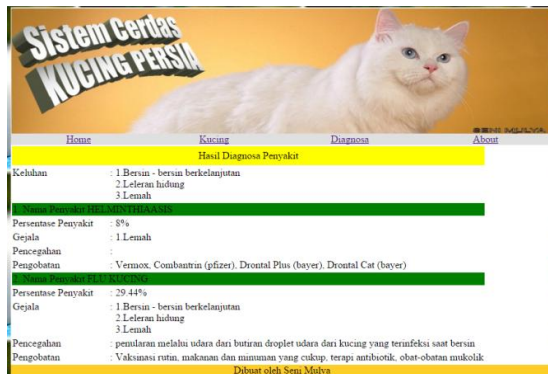 Sistem Cerdas
KUCING PERSIA
SENI MULYA
Home Kucing Diagnosa About
Hasil Diagnosa Penyakit
Keluhan : 1.Bersin - bersin berkelanjutan
2.Leleran hidung
3.Lemah
1. Nama Penyakit HELMINTHIAASIS
Persentase Penyakit : 8%
Gejala : 1.Lemah
Pencegahan :
Pengobatan : Vermox, Combantrin (pfizer), Drontal Plus (bayer), Drontal Cat (bayer)
2. Nama Penyakit FLU KUCING
Persentase Penyakit : 29.44%
Gejala : 1.Bersin - bersin berkelanjutan
2.Leleran hidung
3.Lemah
Pencegahan : penularan melalui udara dari butiran droplet udara dari kucing yang terinfeksi saat bersin
Pengobatan : Vaksinasi rutin, makanan dan minuman yang cukup, terapi antibiotik, obat-obatan mukolik
Dibuat oleh Seni Mulya